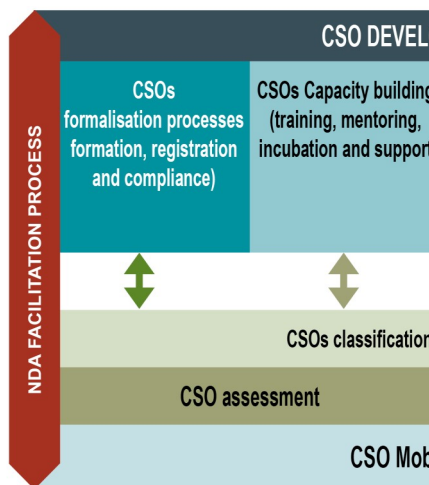 CSO DEVEL
CSOs
formalisation processes
formation, registration
and compliance)
CSOs Capacity building
(training, mentoring,
incubation and support
NDA FACILITATION PROCESS
CSOs classification
CSO assessment
CSO Mob